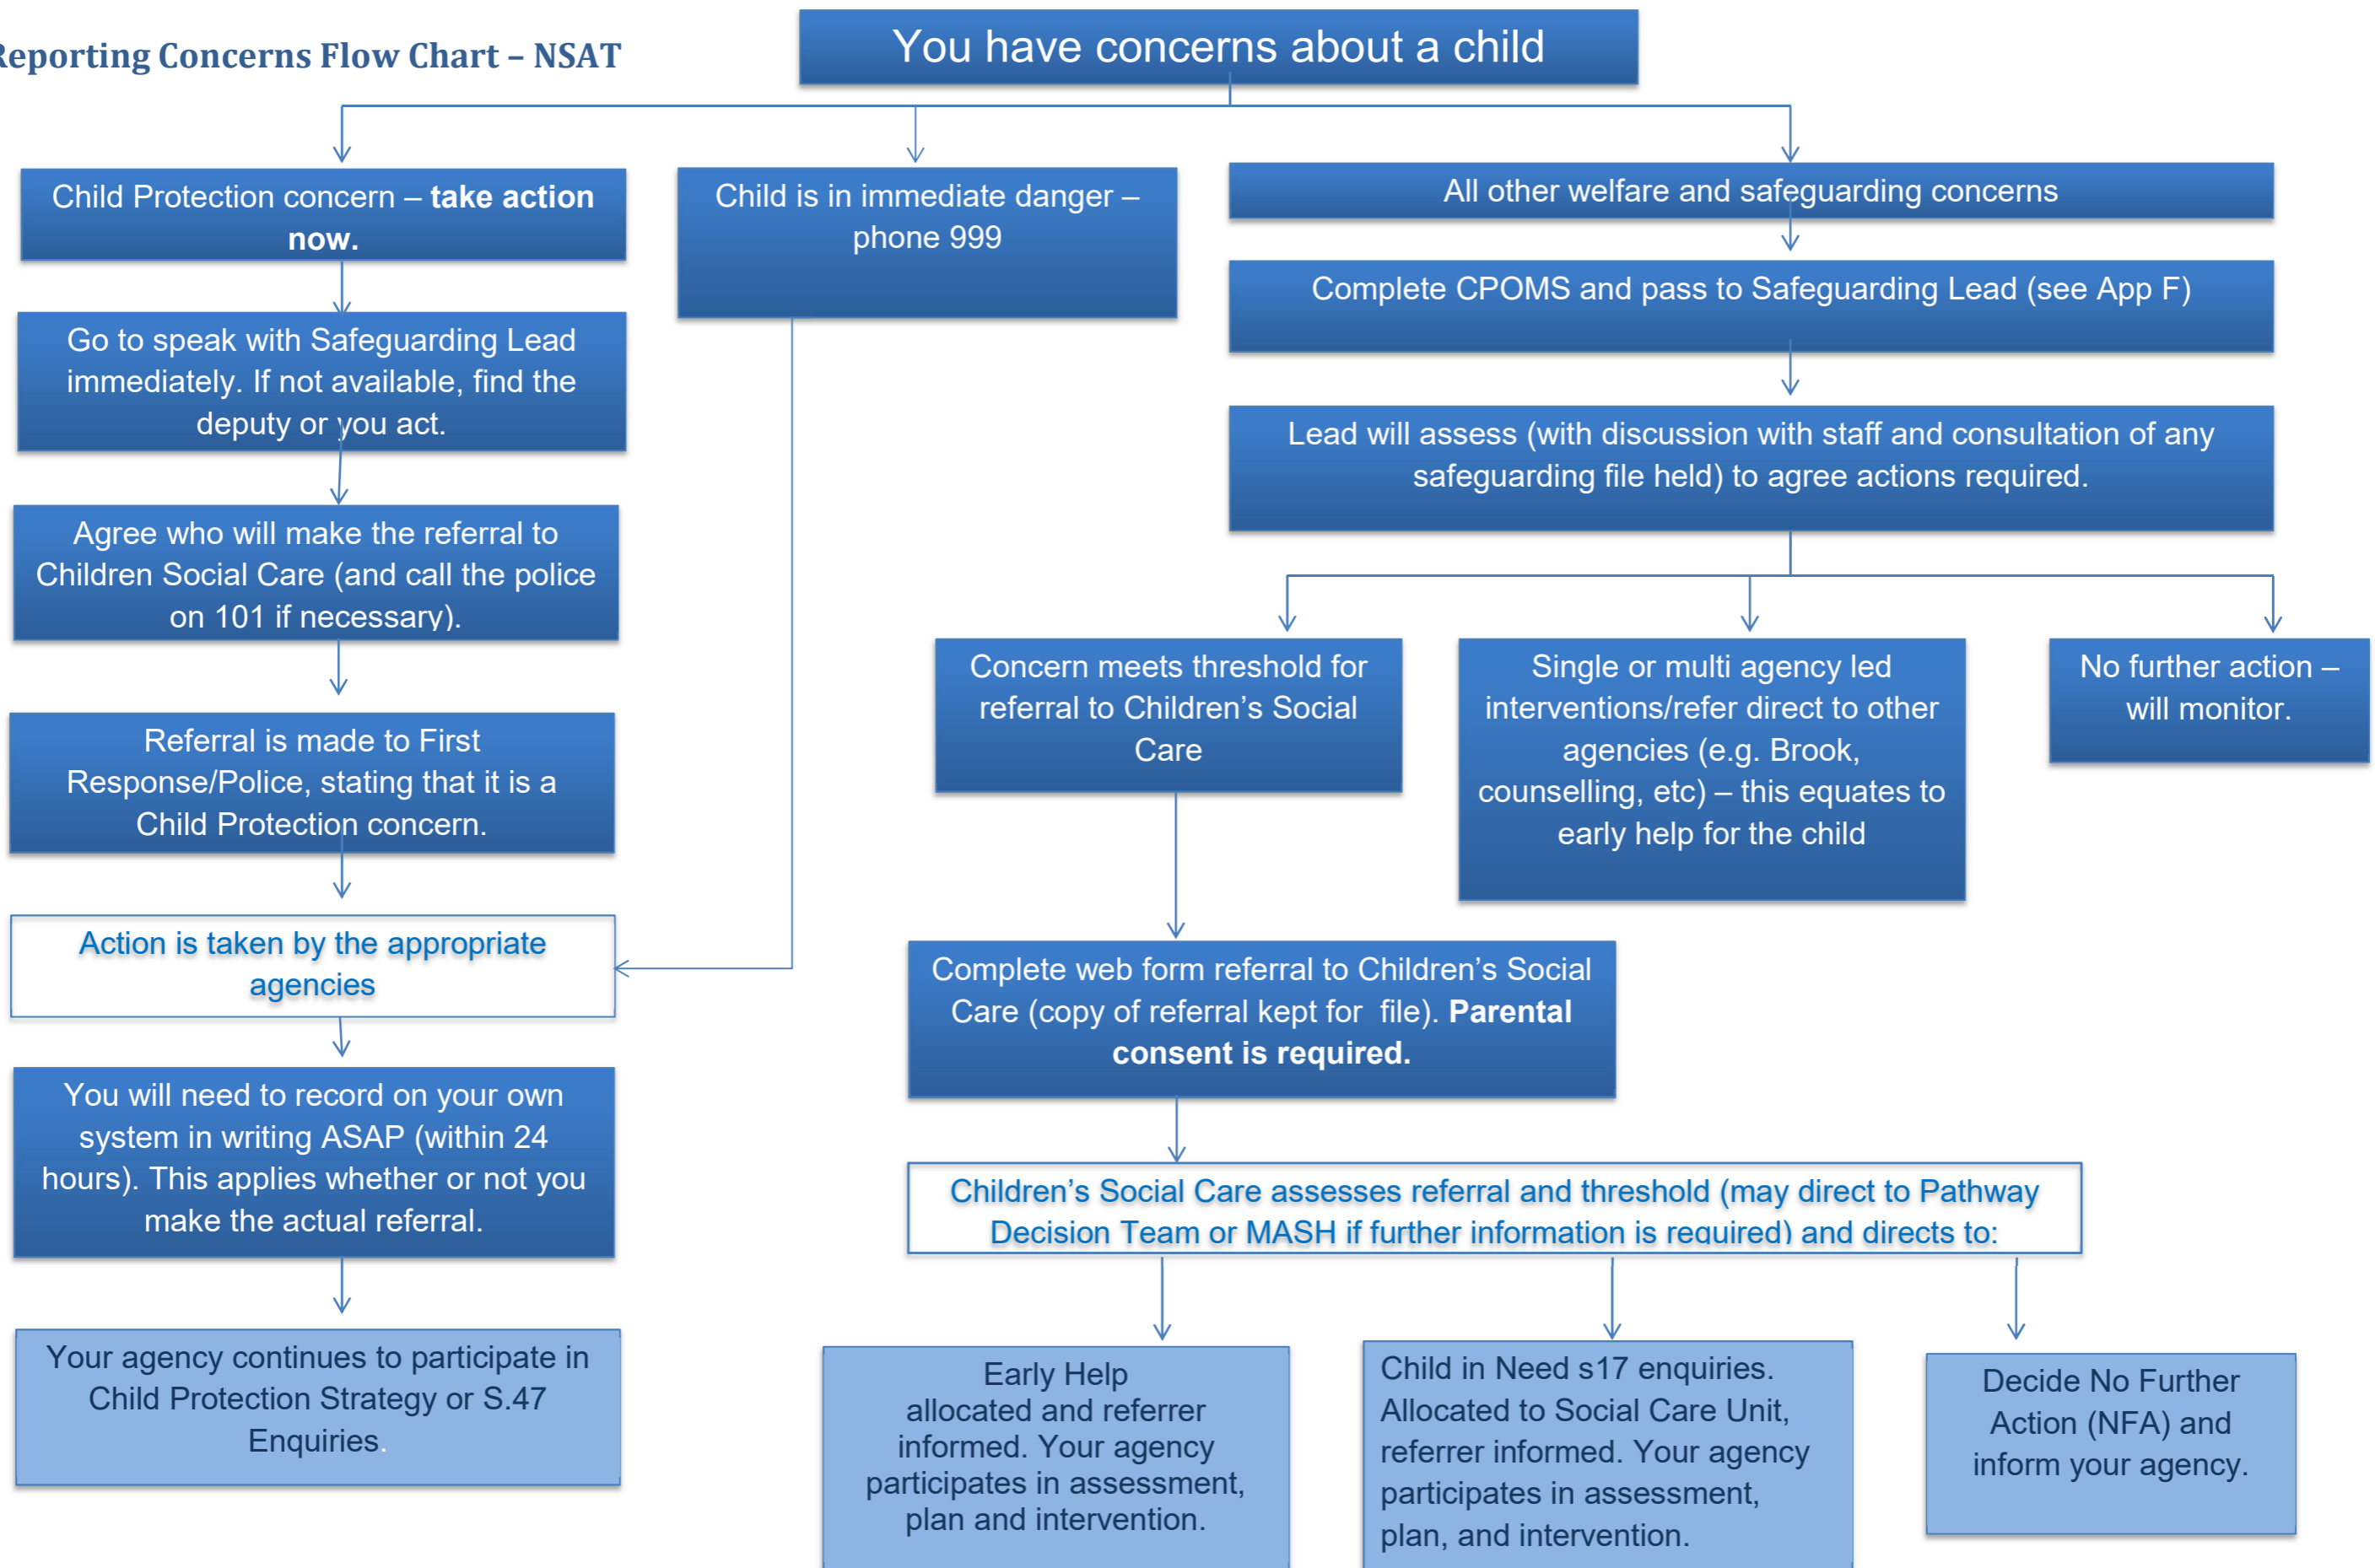 Reporting Concerns Flow Chart – NSAT
You have concerns about a child
Child Protection concern – take action
now.
Go to speak with Safeguarding Lead
immediately. If not available, find the
deputy or you act.
Agree who will make the referral to
Children Social Care (and call the police
on 101 if necessary).
Referral is made to First
Response/Police, stating that it is a
Child Protection concern.
Action is taken by the appropriate
agencies
You will need to record on your own
system in writing ASAP (within 24
hours). This applies whether or not you
make the actual referral.
Your agency continues to participate in
Child Protection Strategy or S.47
Enquiries.
Child is in immediate danger –
phone 999
All other welfare and safeguarding concerns
Complete CPOMS and pass to Safeguarding Lead (see App F)
Lead will assess (with discussion with staff and consultation of any
safeguarding file held) to agree actions required.
Concern meets threshold for
referral to Children’s Social
Care
Single or multi agency led
interventions/refer direct to other
agencies (e.g. Brook,
counselling, etc) – this equates to
early help for the child
No further action –
will monitor.
Complete web form referral to Children’s Social
Care (copy of referral kept for file). Parental
consent is required.
Children’s Social Care assesses referral and threshold (may direct to Pathway
Decision Team or MASH if further information is required) and directs to:
Early Help
allocated and referrer
informed. Your agency
participates in assessment,
plan and intervention.
Child in Need s17 enquiries.
Allocated to Social Care Unit,
referrer informed. Your agency
participates in assessment,
plan, and intervention.
Decide No Further
Action (NFA) and
inform your agency.